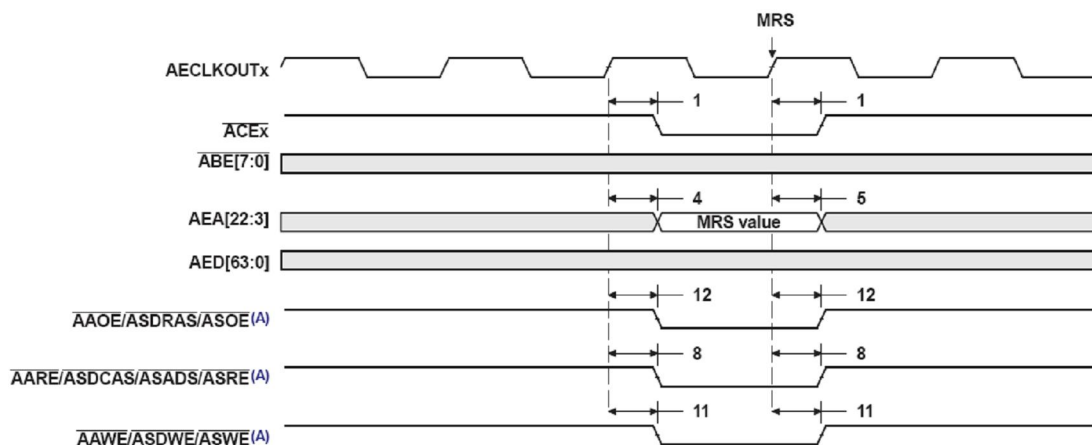 MRS
AECLKOUTx
1 1
ACEx
ABE[7:0]
4 5
AEA[22:3] MRS value
AED[63:0]
12 12
AAOE/ASDRAS/ASOE(A)
8 8
AARE/ASDCAS/ASADS/ASRE(A)
11 11
AAWE/ASDWE/ASWE(A)